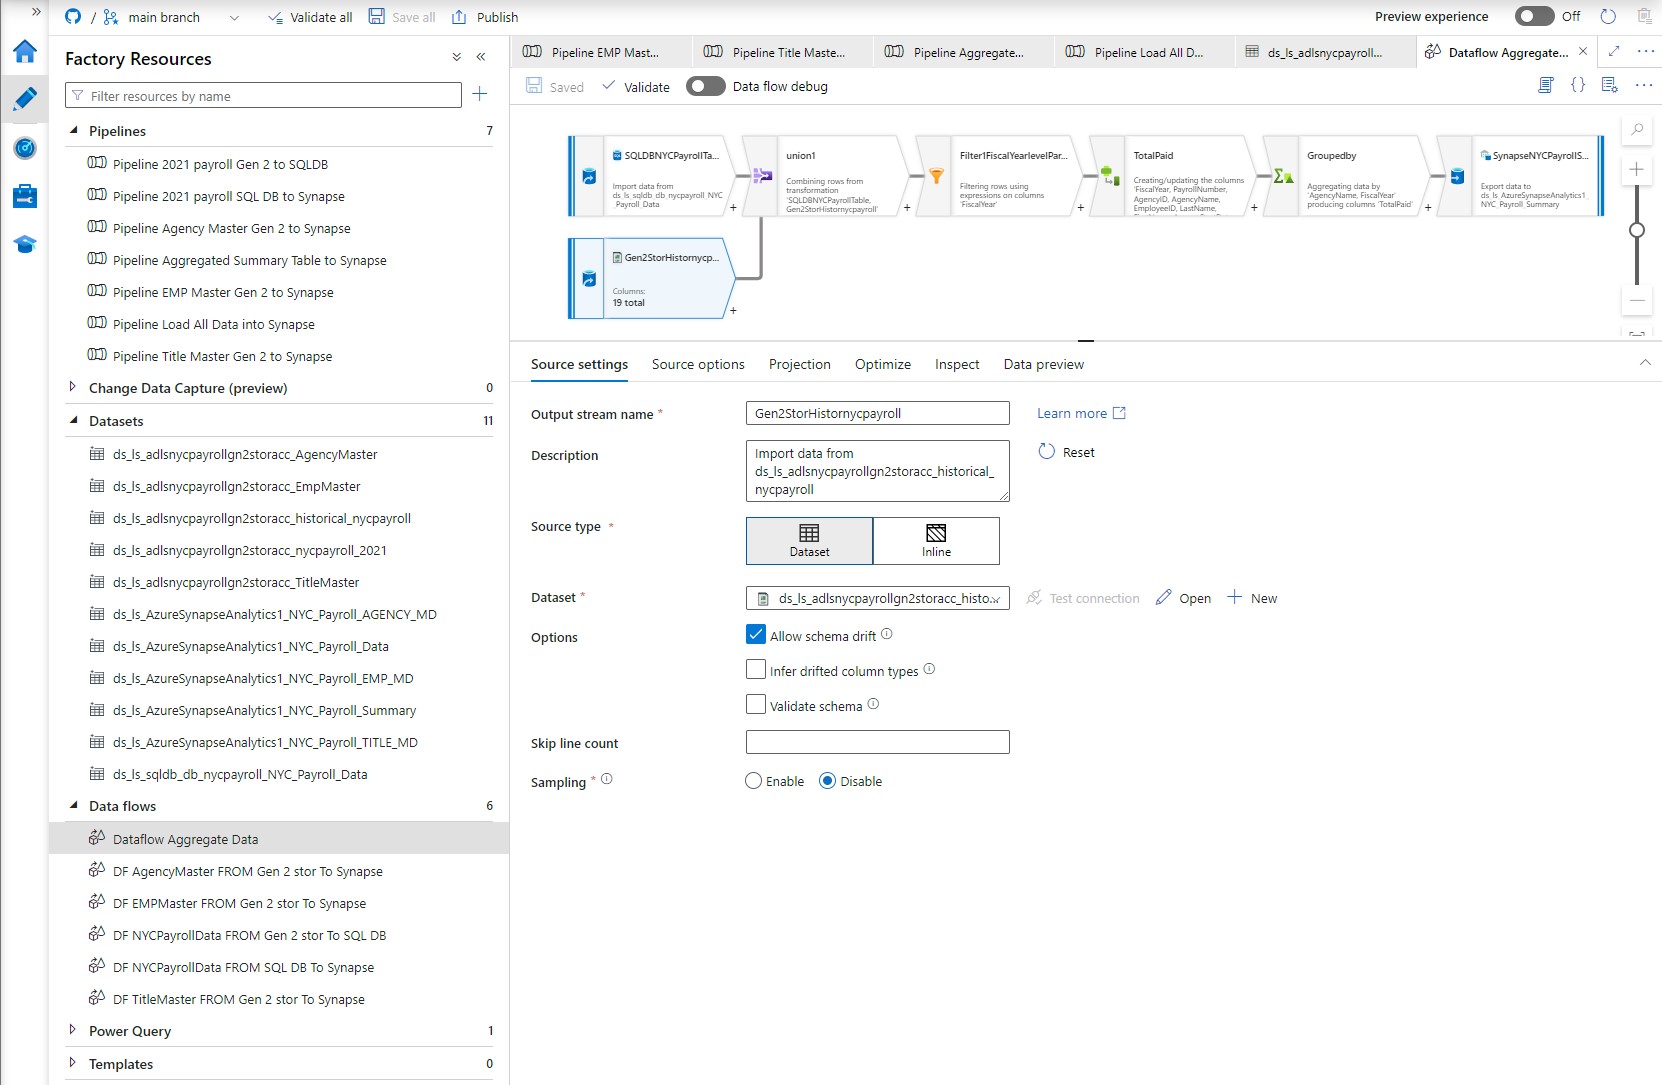 / main branch
Validate all
Save all
Publish
Preview experience
Off
Factory Resources
Filter resources by name
Pipelines 7
Pipeline 2021 payroll Gen 2 to SQLDB
Pipeline 2021 payroll SQL DB to Synapse
Pipeline Agency Master Gen 2 to Synapse
Pipeline Aggregated Summary Table to Synapse
Pipeline EMP Master Gen 2 to Synapse
Pipeline Load All Data into Synapse
Pipeline Title Master Gen 2 to Synapse
Change Data Capture (preview) 0
Datasets 11
ds_ls_adlsnycpayrollgn2storacc_AgencyMaster
ds_ls_adlsnycpayrollgn2storacc_EmpMaster
ds_ls_adlsnycpayrollgn2storacc_historical_nycpayroll
ds_ls_adlsnycpayrollgn2storacc_nycpayroll_2021
ds_ls_adlsnycpayrollgn2storacc_TitleMaster
ds_ls_AzureSynapseAnalytics1_NYC_Payroll_AGENCY_MD
ds_ls_AzureSynapseAnalytics1_NYC_Payroll_Data
ds_ls_AzureSynapseAnalytics1_NYC_Payroll_EMP_MD
ds_ls_AzureSynapseAnalytics1_NYC_Payroll_Summary
ds_ls_AzureSynapseAnalytics1_NYC_Payroll_TITLE_MD
ds_ls_sqldb_db_nycpayroll_NYC_Payroll_Data
Data flows 6
Dataflow Aggregate Data
DF AgencyMaster FROM Gen 2 stor To Synapse
DF EMPMaster FROM Gen 2 stor To Synapse
DF NYCPayrollData FROM Gen 2 stor To SQL DB
DF NYCPayrollData FROM SQL DB To Synapse
DF TitleMaster FROM Gen 2 stor To Synapse
Power Query 1
Templates 0
Pipeline EMP Mast...
Pipeline Title Maste...
Pipeline Aggregate...
Pipeline Load All D...
ds_ls_adlsnycpayroll...
Dataflow Aggregate...
Saved
Validate
Data flow debug
SQLDBNYCPayrollTa...
Import data from
ds_ls_sqldb_db_nycpayroll_NYC
_Payroll_Data
union1
Combining rows from
transformation
'SQLDBNYCPayrollTable,
Gen2StorHistornycpayroll'
Filter1FiscalYearlevelPar...
Filtering rows using
expressions on columns
'FiscalYear'
TotalPaid
Creating/updating the columns
'FiscalYear, PayrollNumber,
AgencyID, AgencyName,
EmployeeID, LastName,
Groupedby
Aggregating data by
'AgencyName, FiscalYear'
producing columns 'TotalPaid'
SynapseNYCPayrollS...
Export data to
ds_ls_AzureSynapseAnalytics1_
NYC_Payroll_Summary
Gen2StorHistornycp...
Columns:
19 total
Source settings
Source options
Projection
Optimize
Inspect
Data preview
Output stream name *
Gen2StorHistornycpayroll
Learn more
Description
Import data from
ds_ls_adlsnycpayrollgn2storacc_historical_
nycpayroll
Reset
Source type *
Dataset
Inline
Dataset *
ds_ls_adlsnycpayrollgn2storacc_histo...
Test connection
Open
New
Options
Allow schema drift
Infer drifted column types
Validate schema
Skip line count
Sampling *
Enable
Disable